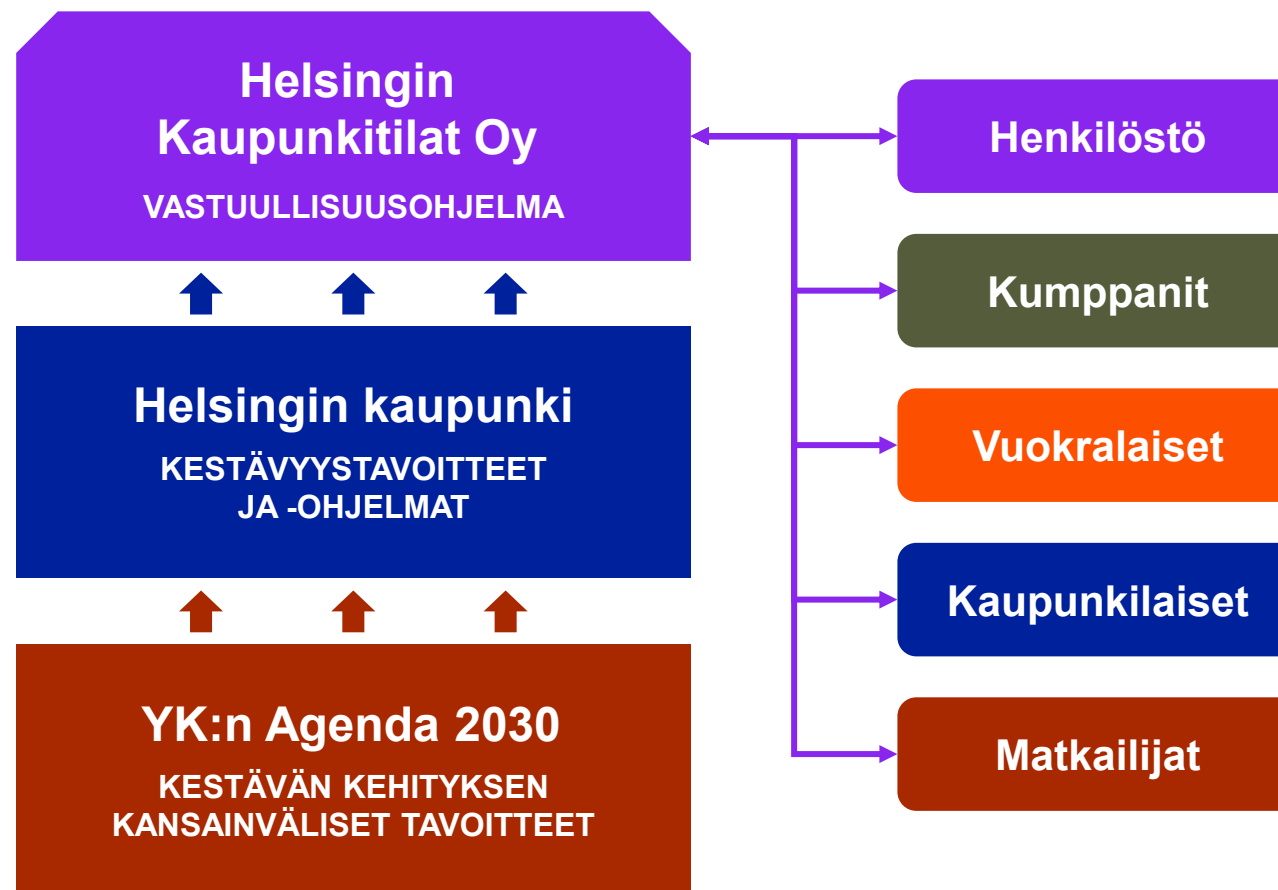 Helsingin
Kaupunkitilat Oy
VASTUULLISUUSOHJELMA
Helsingin kaupunki
KESTÄVYYSTAVOITTEET
JA -OHJELMAT
YK:n Agenda 2030
KESTÄVÄN KEHITYKSEN
KANSAINVÄLISET TAVOITTEET
Henkilöstö
Kumppanit
Vuokralaiset
Kaupunkilaiset
Matkailijat